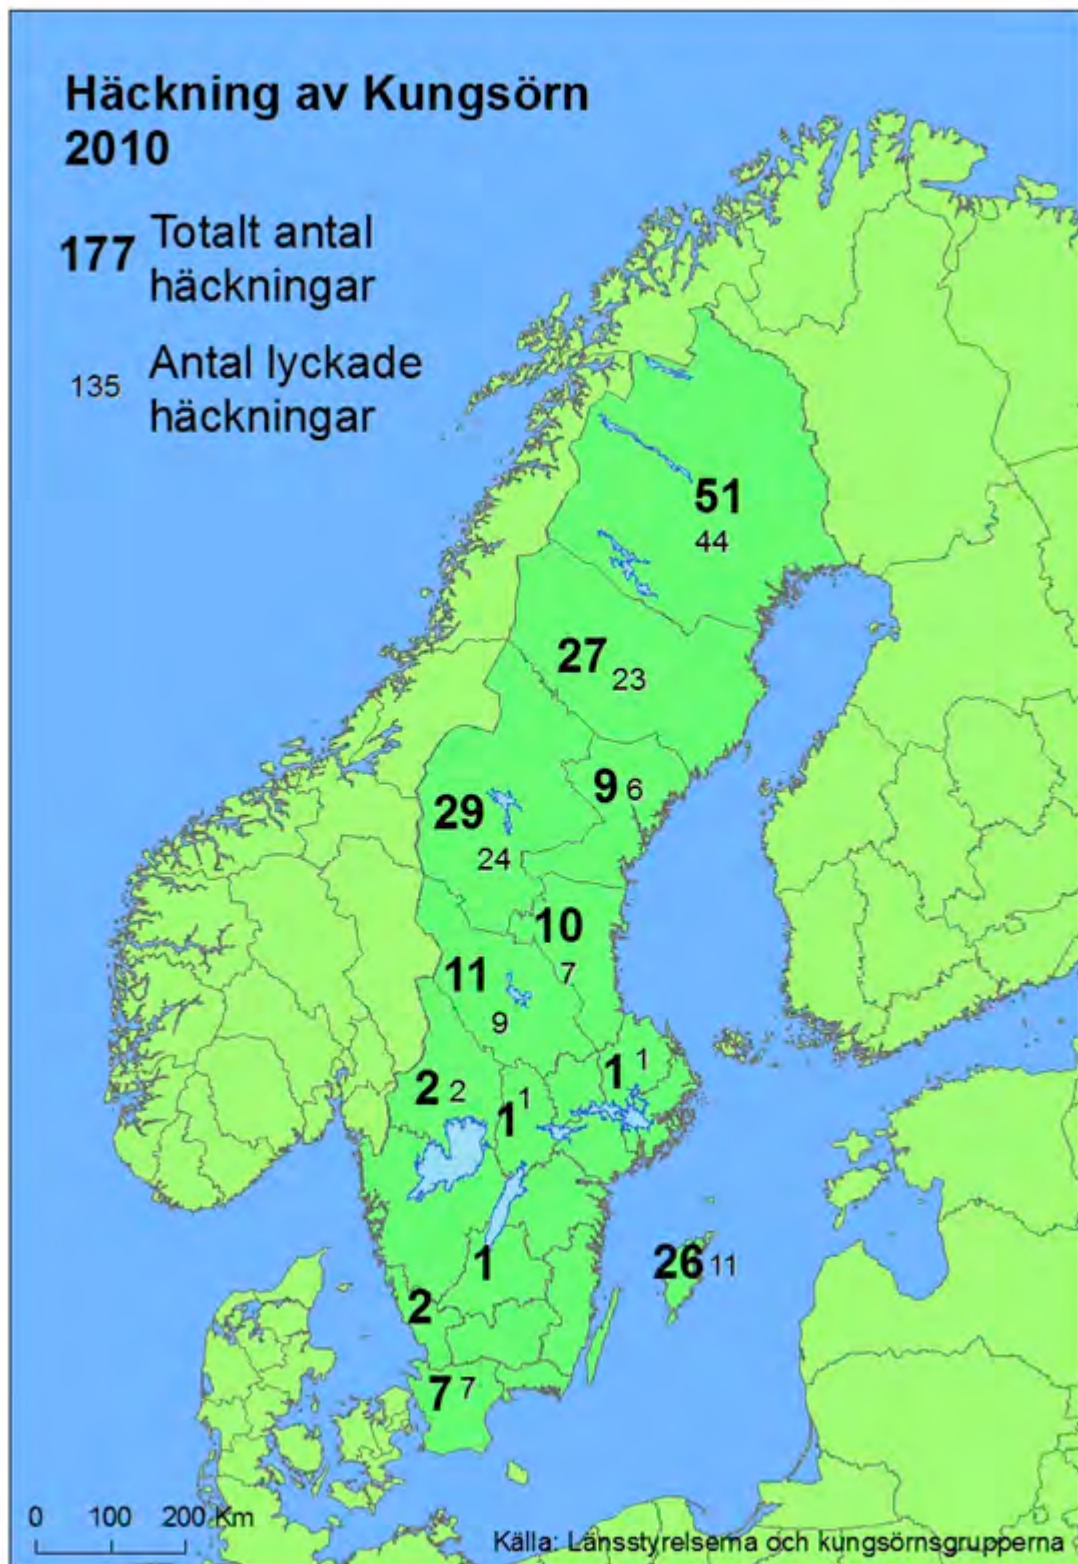 Häckning av Kungsörn
2010
177 Totalt antal
häckningar
135 Antal lyckade
häckningar
51
44
27 23
9 6
29
24
10
7
11
9
1 1
2 2
1 1
26 11
1
2
7 7
0 100 200 Km
Källa: Länsstyrelserna och kungsörnsgrupperna